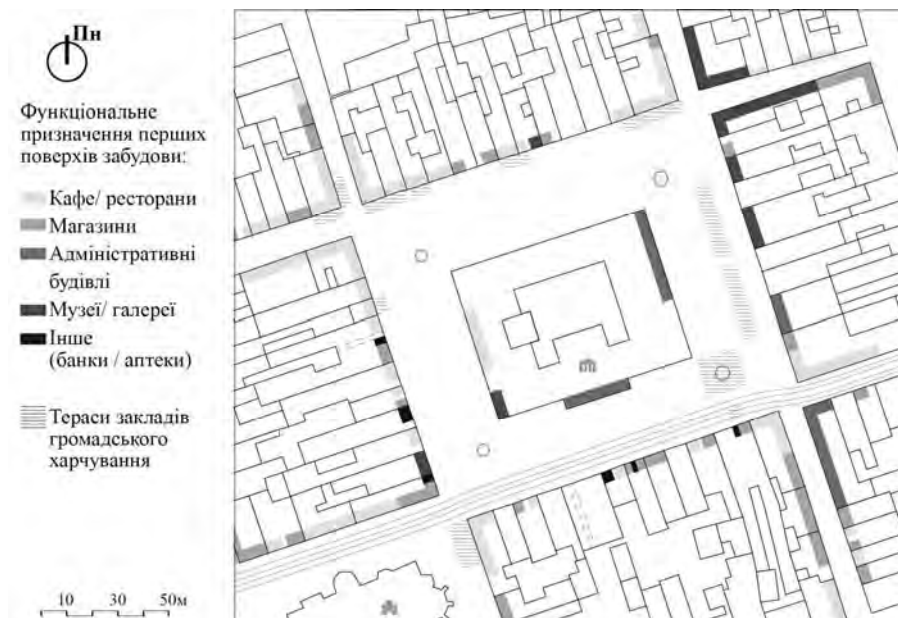 Пн
Функціональне
призначення перших
поверхів забудови:
Кафе/ ресторани
Магазини
Адміністративні
будівлі
Музеї/ галереї
Інше
(банки / аптеки)
Тераси закладів
громадського
харчування
10 30 50м